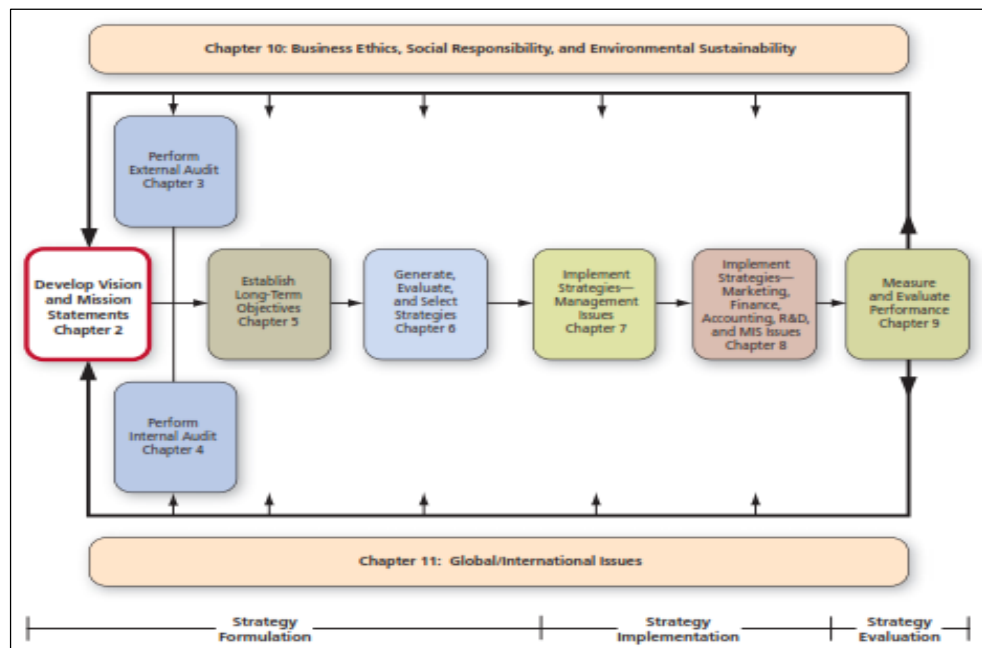 Chapter 10: Business Ethics, Social Responsibility, and Environmental Sustainability
Perform
External Audit
Chapter 3
Develop Vision
and Mission
Statements
Chapter 2
Establish
Long-Term
Objectives
Chapter 5
Generate,
Evaluate,
and Select
Strategies
Chapter 6
Implement
Strategies—
Management
Issues
Chapter 7
Implement
Strategies—
Marketing,
Finance,
Accounting, R&D,
and MIS Issues
Chapter 8
Measure
and Evaluate
Performance
Chapter 9
Perform
Internal Audit
Chapter 4
Chapter 11: Global/International Issues
Strategy
Formulation
Strategy
Implementation
Strategy
Evaluation